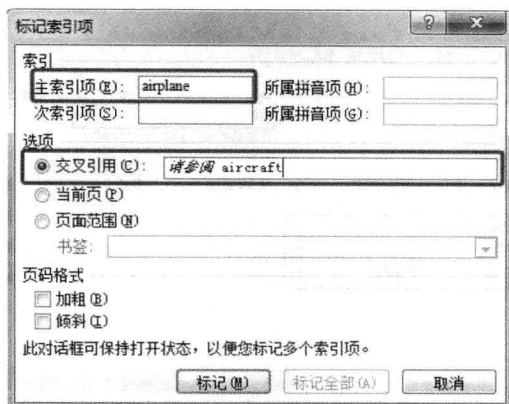 标记索引项
索引
主索引项(E): airplane 所属拼音项(H):
次索引项(S): 所属拼音项(G):
选项
交叉引用(C): 请参阅 aircraft
当前页(P)
页面范围(N)
书签:
页码格式
加粗(B)
倾斜(I)
此对话框可保持打开状态，以便您标记多个索引项。
标记(M) 标记全部(A) 取消